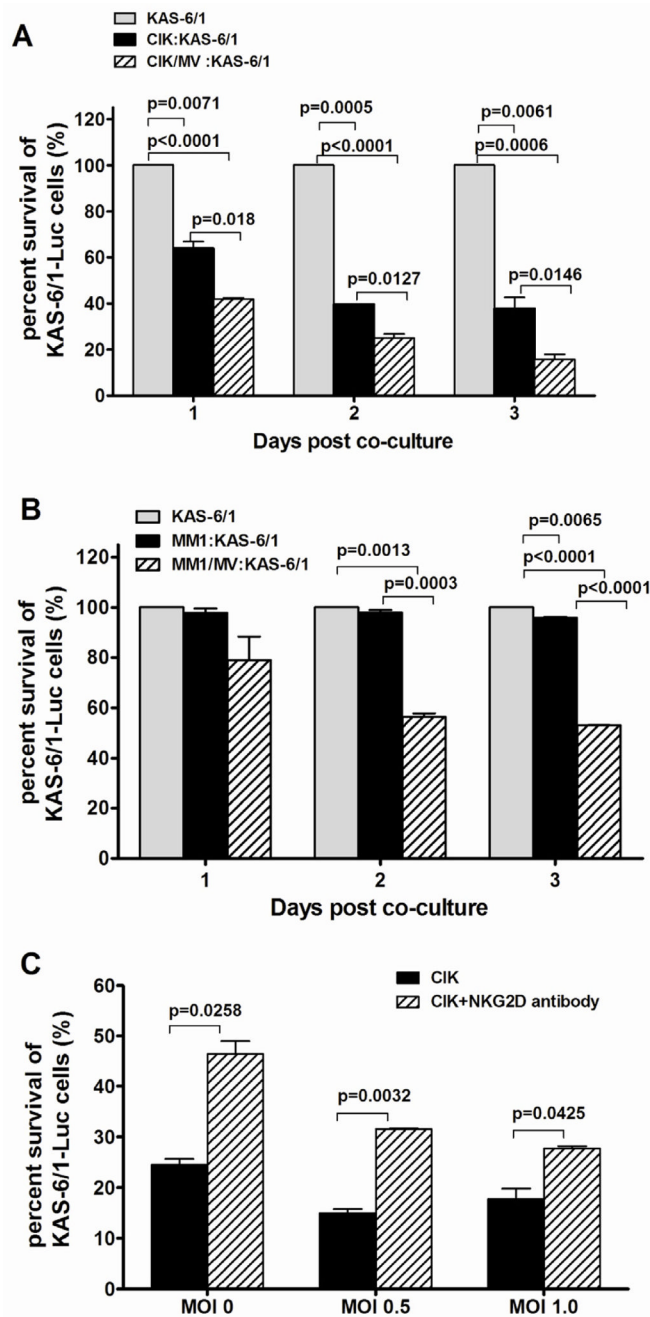 A
KAS-6/1
CIK:KAS-6/1
CIK/MV :KAS-6/1
percent survival of
KAS-6/1-Luc cells (%)
120
100
80
60
40
20
0
p=0.0071
p<0.0001
p=0.018
p=0.0005
p<0.0001
p=0.0127
p=0.0061
p=0.0006
p=0.0146
1
2
3
Days post co-culture
B
KAS-6/1
MM1:KAS-6/1
MM1/MV:KAS-6/1
percent survival of
KAS-6/1-Luc cells (%)
120
100
80
60
40
20
0
p=0.0013
p=0.0003
p=0.0065
p<0.0001
p<0.0001
1
2
3
Days post co-culture
C
CIK
CIK+NKG2D antibody
percent survival of
KAS-6/1-Luc cells (%)
60
50
40
30
20
10
0
p=0.0258
p=0.0032
p=0.0425
MOI 0
MOI 0.5
MOI 1.0